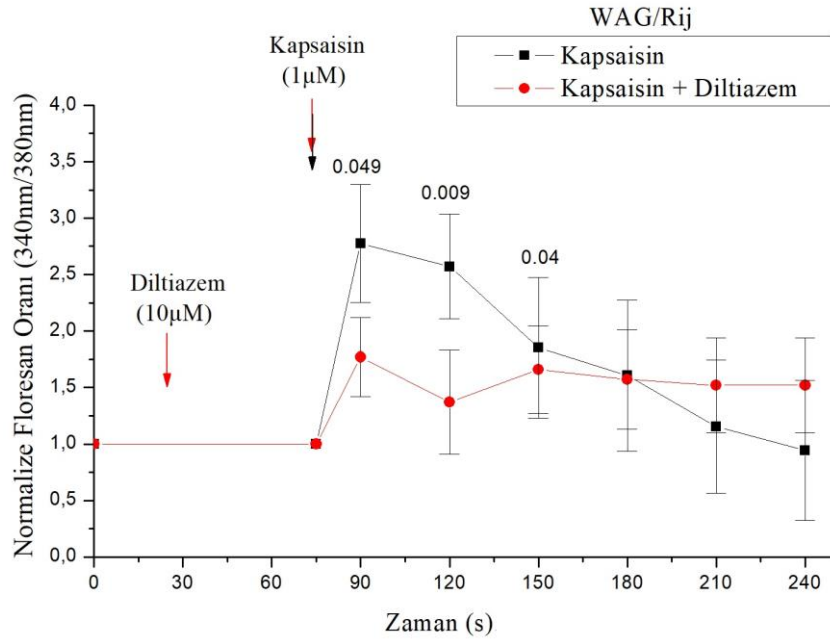 WAG/Rij
Kapsaisin
Kapsaisin + Diltiazem
Kapsaisin
(1µM)
Diltiazem
(10µM)
0.049
0.009
0.04
Normalize Floresan Oranı (340nm/380nm)
4,0
3,5
3,0
2,5
2,0
1,5
1,0
0,5
0,0
0 30 60 90 120 150 180 210 240
Zaman (s)